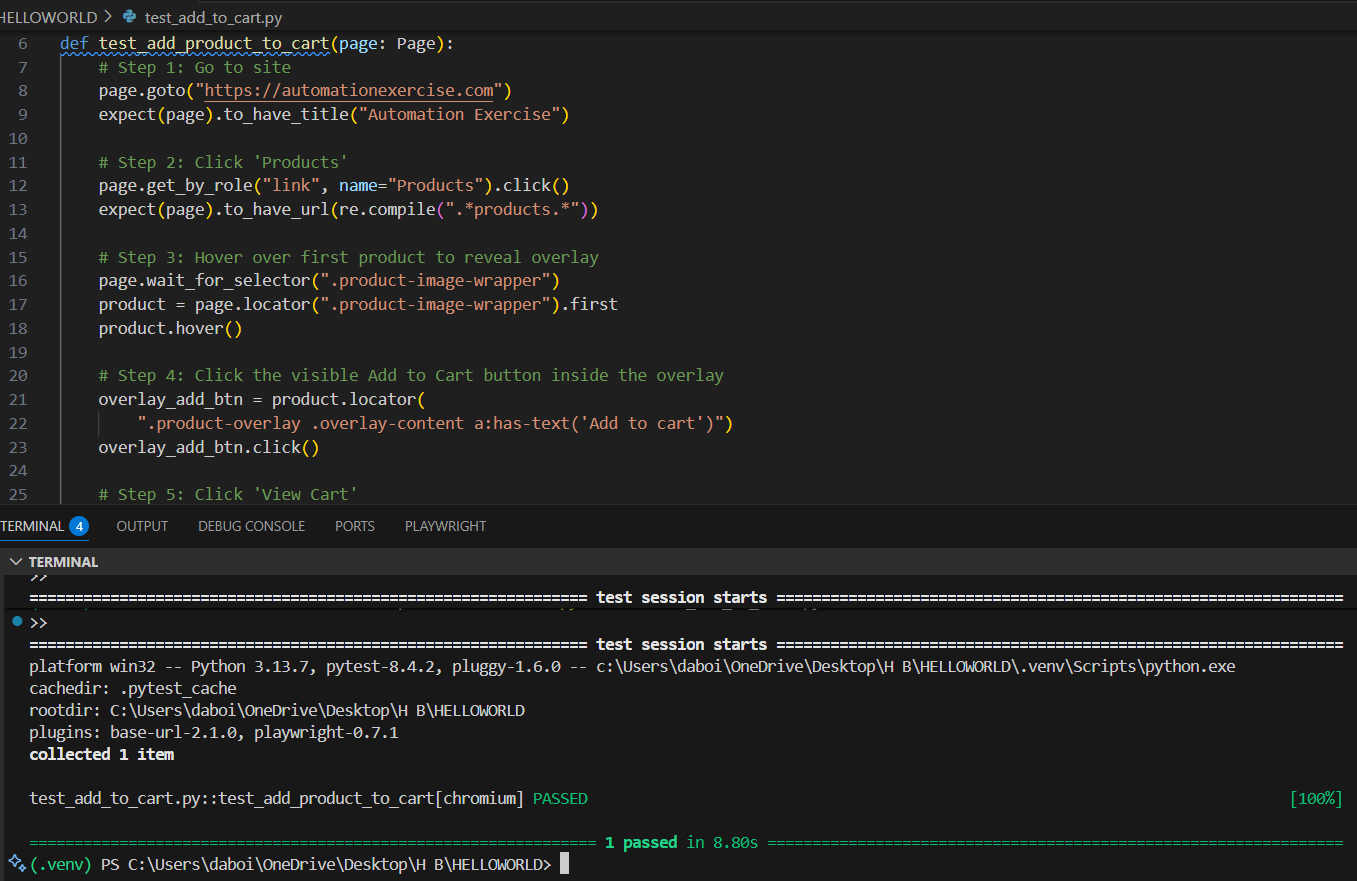 HELLOWORLD > test_add_to_cart.py
6 def test_add_product_to_cart(page: Page):
7 # Step 1: Go to site
8 page.goto("https://automationexercise.com")
9 expect(page).to_have_title("Automation Exercise")
10
11 # Step 2: Click 'Products'
12 page.get_by_role("link", name="Products").click()
13 expect(page).to_have_url(re.compile(".*products.*"))
14
15 # Step 3: Hover over first product to reveal overlay
16 page.wait_for_selector(".product-image-wrapper")
17 product = page.locator(".product-image-wrapper").first
18 product.hover()
19
20 # Step 4: Click the visible Add to Cart button inside the overlay
21 overlay_add_btn = product.locator(
22 ".product-overlay .overlay-content a:has-text('Add to cart')")
23 overlay_add_btn.click()
24
25 # Step 5: Click 'View Cart'
TERMINAL 4 OUTPUT DEBUG CONSOLE PORTS PLAYWRIGHT
TERMINAL
>>
============================================================== test session starts ===============================================================
>>
============================================================== test session starts ===============================================================
platform win32 -- Python 3.13.7, pytest-8.4.2, pluggy-1.6.0 -- c:\Users\daboi\OneDrive\Desktop\H B\HELLOWORLD\.venv\Scripts\python.exe
cachedir: .pytest_cache
rootdir: C:\Users\daboi\OneDrive\Desktop\H B\HELLOWORLD
plugins: base-url-2.1.0, playwright-0.7.1
collected 1 item
test_add_to_cart.py::test_add_product_to_cart[chromium] PASSED [100%]
=============================================================== 1 passed in 8.80s ================================================================
(.venv) PS C:\Users\daboi\OneDrive\Desktop\H B\HELLOWORLD>